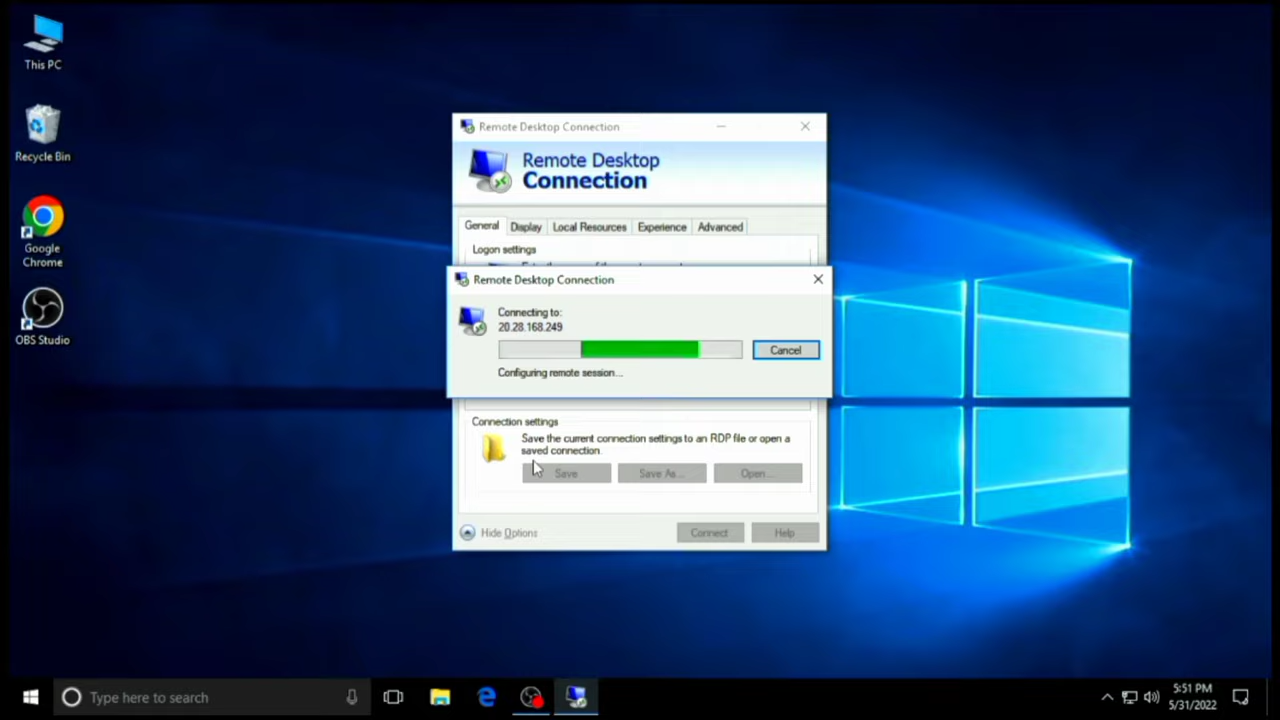 This PC
Recycle Bin
Google
Chrome
OBS Studio
Remote Desktop Connection
Remote Desktop
Connection
General Display Local Resources Experience Advanced
Logon settings
Remote Desktop Connection
Connecting to:
20.28.168.249
Cancel
Configuring remote session...
Connection settings
Save the current connection settings to an RDP file or open a
saved connection.
Save Save As... Open...
Hide Options Connect Help
Type here to search
5:51 PM
5/31/2022